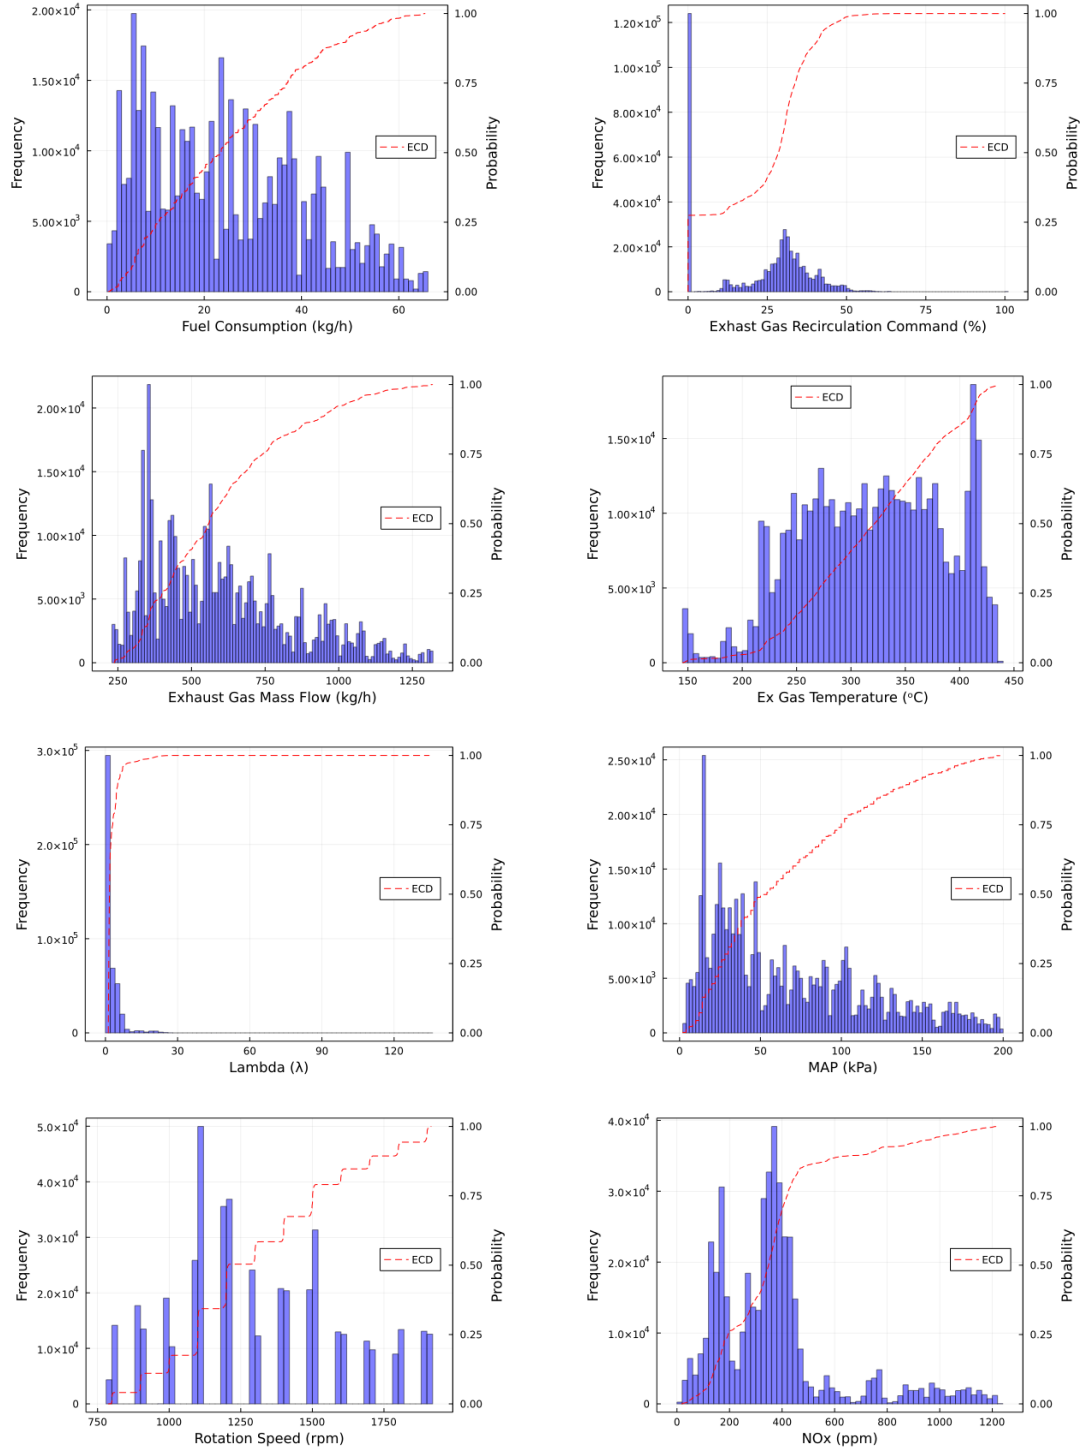 2.00×10⁴
1.50×10⁴
1.00×10⁴
5.00×10³
0
Frequency
0 20 40 60
Fuel Consumption (kg/h)
1.00
0.75
0.50
0.25
0.00
Probability
ECD
1.20×10⁵
1.00×10⁵
8.00×10⁴
6.00×10⁴
4.00×10⁴
2.00×10⁴
0
Frequency
0 25 50 75 100
Exhast Gas Recirculation Command (%)
1.00
0.75
0.50
0.25
0.00
Probability
ECD
2.00×10⁴
1.50×10⁴
1.00×10⁴
5.00×10³
0
Frequency
250 500 750 1000 1250
Exhaust Gas Mass Flow (kg/h)
1.00
0.75
0.50
0.25
0.00
Probability
ECD
1.50×10⁴
1.00×10⁴
5.00×10³
0
Frequency
150 200 250 300 350 400 450
Ex Gas Temperature (°C)
1.00
0.75
0.50
0.25
0.00
Probability
ECD
3.0×10⁵
2.0×10⁵
1.0×10⁵
0
Frequency
0 30 60 90 120
Lambda (λ)
1.00
0.75
0.50
0.25
0.00
Probability
ECD
2.50×10⁴
2.00×10⁴
1.50×10⁴
1.00×10⁴
5.00×10³
0
Frequency
0 50 100 150 200
MAP (kPa)
1.00
0.75
0.50
0.25
0.00
Probability
ECD
5.0×10⁴
4.0×10⁴
3.0×10⁴
2.0×10⁴
1.0×10⁴
0
Frequency
750 1000 1250 1500 1750
Rotation Speed (rpm)
1.00
0.75
0.50
0.25
0.00
Probability
ECD
4.0×10⁴
3.0×10⁴
2.0×10⁴
1.0×10⁴
0
Frequency
0 200 400 600 800 1000 1200
NOx (ppm)
1.00
0.75
0.50
0.25
0.00
Probability
ECD